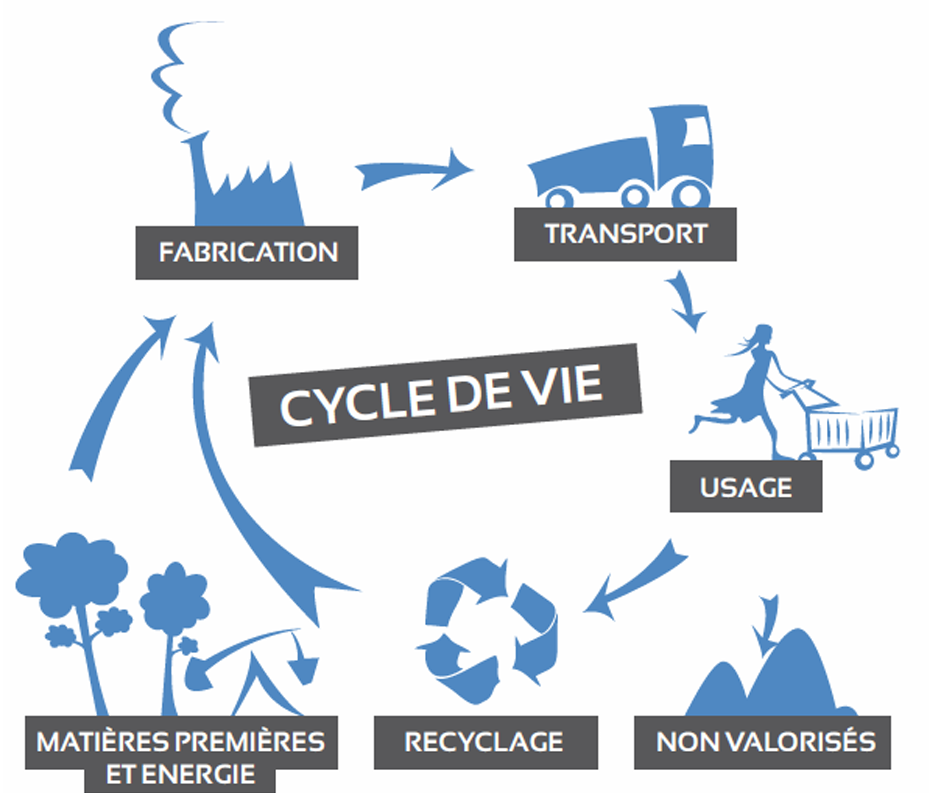 FABRICATION
TRANSPORT
CYCLE DE VIE
USAGE
MATIÈRES PREMIÈRES
ET ENERGIE
RECYCLAGE
NON VALORISÉS